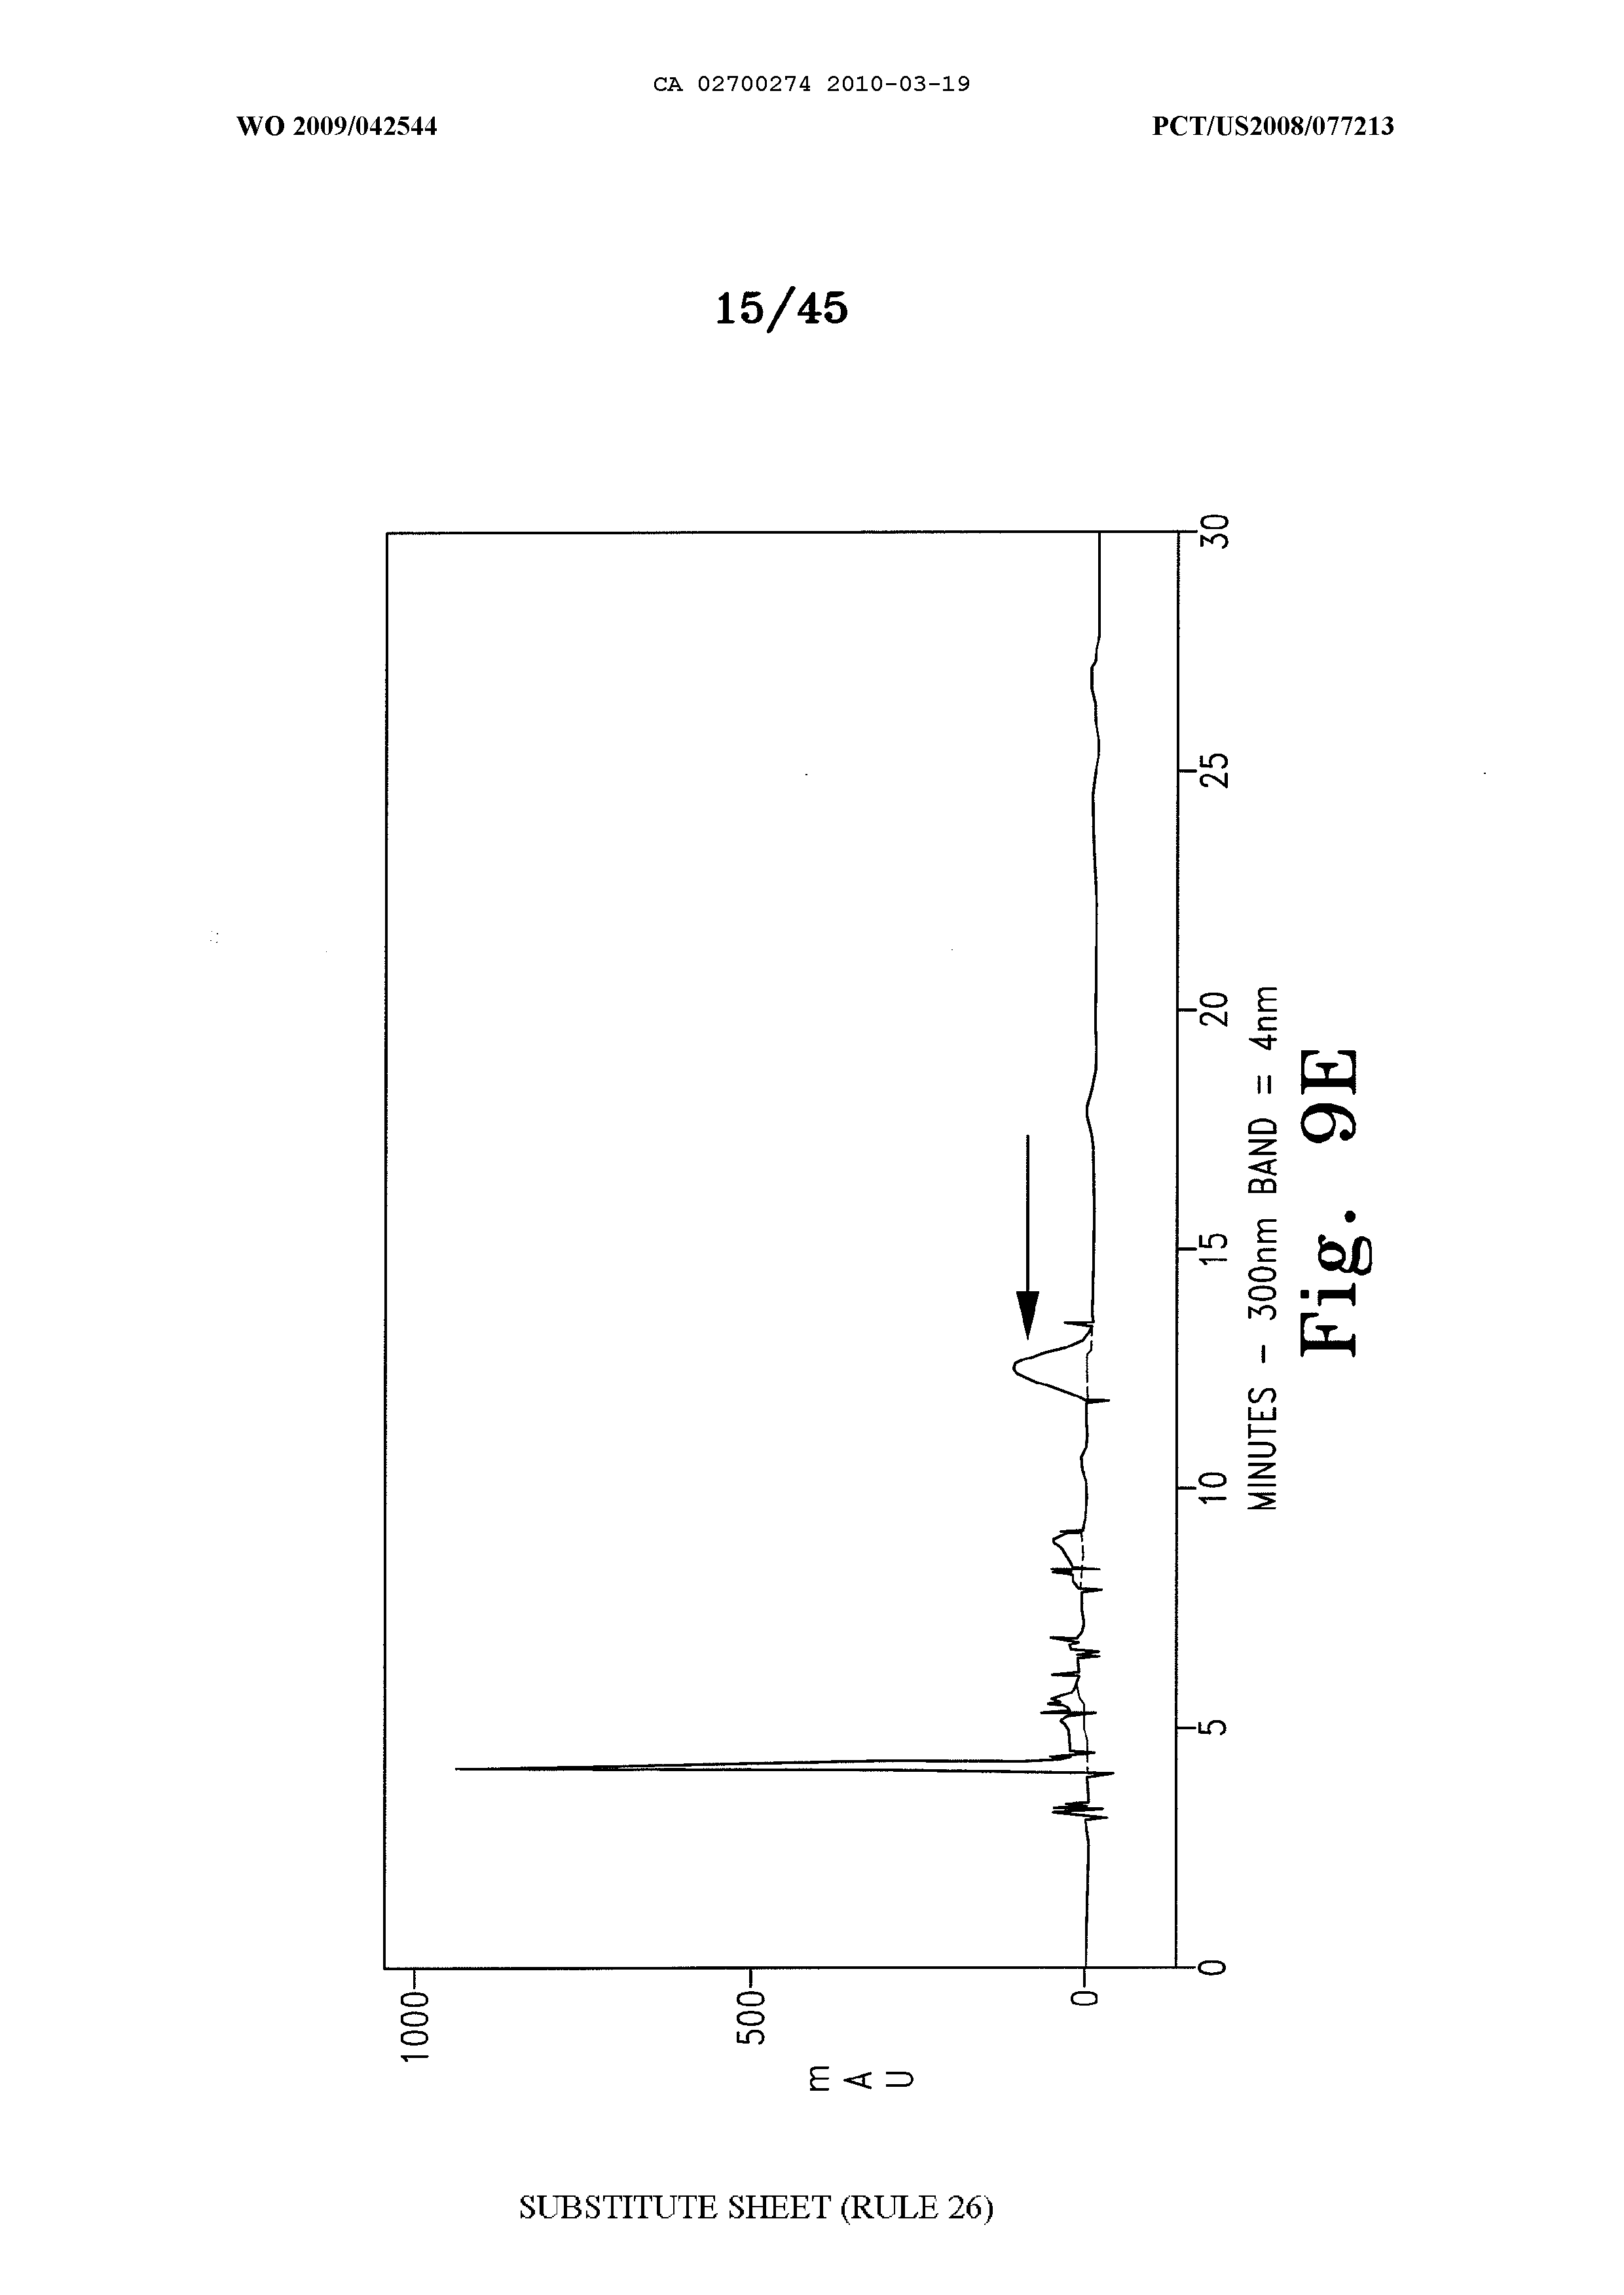 CA 02700274 2010-03-19
WO 2009/042544 PCT/US2008/077213
15/45
1000
500
0
m
A
U
0 5 10 15 20 25 30
MINUTES - 300nm BAND = 4nm
Fig. 9E
SUBSTITUTE SHEET (RULE 26)